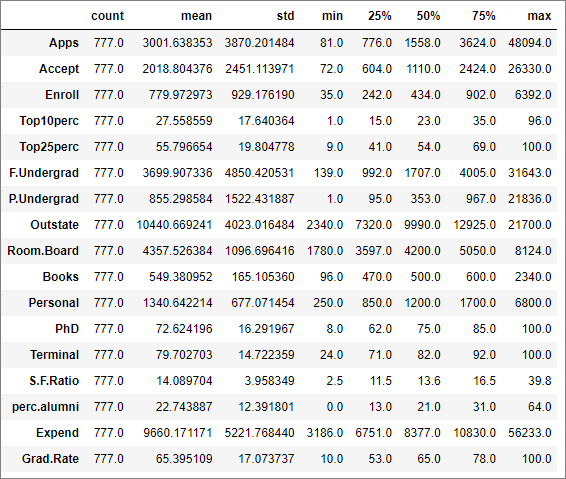 count mean std min 25% 50% 75% max
Apps 777.0 3001.638353 3870.201484 81.0 776.0 1558.0 3624.0 48094.0
Accept 777.0 2018.804376 2451.113971 72.0 604.0 1110.0 2424.0 26330.0
Enroll 777.0 779.972973 929.176190 35.0 242.0 434.0 902.0 6392.0
Top10perc 777.0 27.558559 17.640364 1.0 15.0 23.0 35.0 96.0
Top25perc 777.0 55.796654 19.804778 9.0 41.0 54.0 69.0 100.0
F.Undergrad 777.0 3699.907336 4850.420531 139.0 992.0 1707.0 4005.0 31643.0
P.Undergrad 777.0 855.298584 1522.431887 1.0 95.0 353.0 967.0 21836.0
Outstate 777.0 10440.669241 4023.016484 2340.0 7320.0 9990.0 12925.0 21700.0
Room.Board 777.0 4357.526384 1096.696416 1780.0 3597.0 4200.0 5050.0 8124.0
Books 777.0 549.380952 165.105360 96.0 470.0 500.0 600.0 2340.0
Personal 777.0 1340.642214 677.071454 250.0 850.0 1200.0 1700.0 6800.0
PhD 777.0 72.624196 16.291967 8.0 62.0 75.0 85.0 100.0
Terminal 777.0 79.702703 14.722359 24.0 71.0 82.0 92.0 100.0
S.F.Ratio 777.0 14.089704 3.958349 2.5 11.5 13.6 16.5 39.8
perc.alumni 777.0 22.743887 12.391801 0.0 13.0 21.0 31.0 64.0
Expend 777.0 9660.171171 5221.768440 3186.0 6751.0 8377.0 10830.0 56233.0
Grad.Rate 777.0 65.395109 17.073737 10.0 53.0 65.0 78.0 100.0